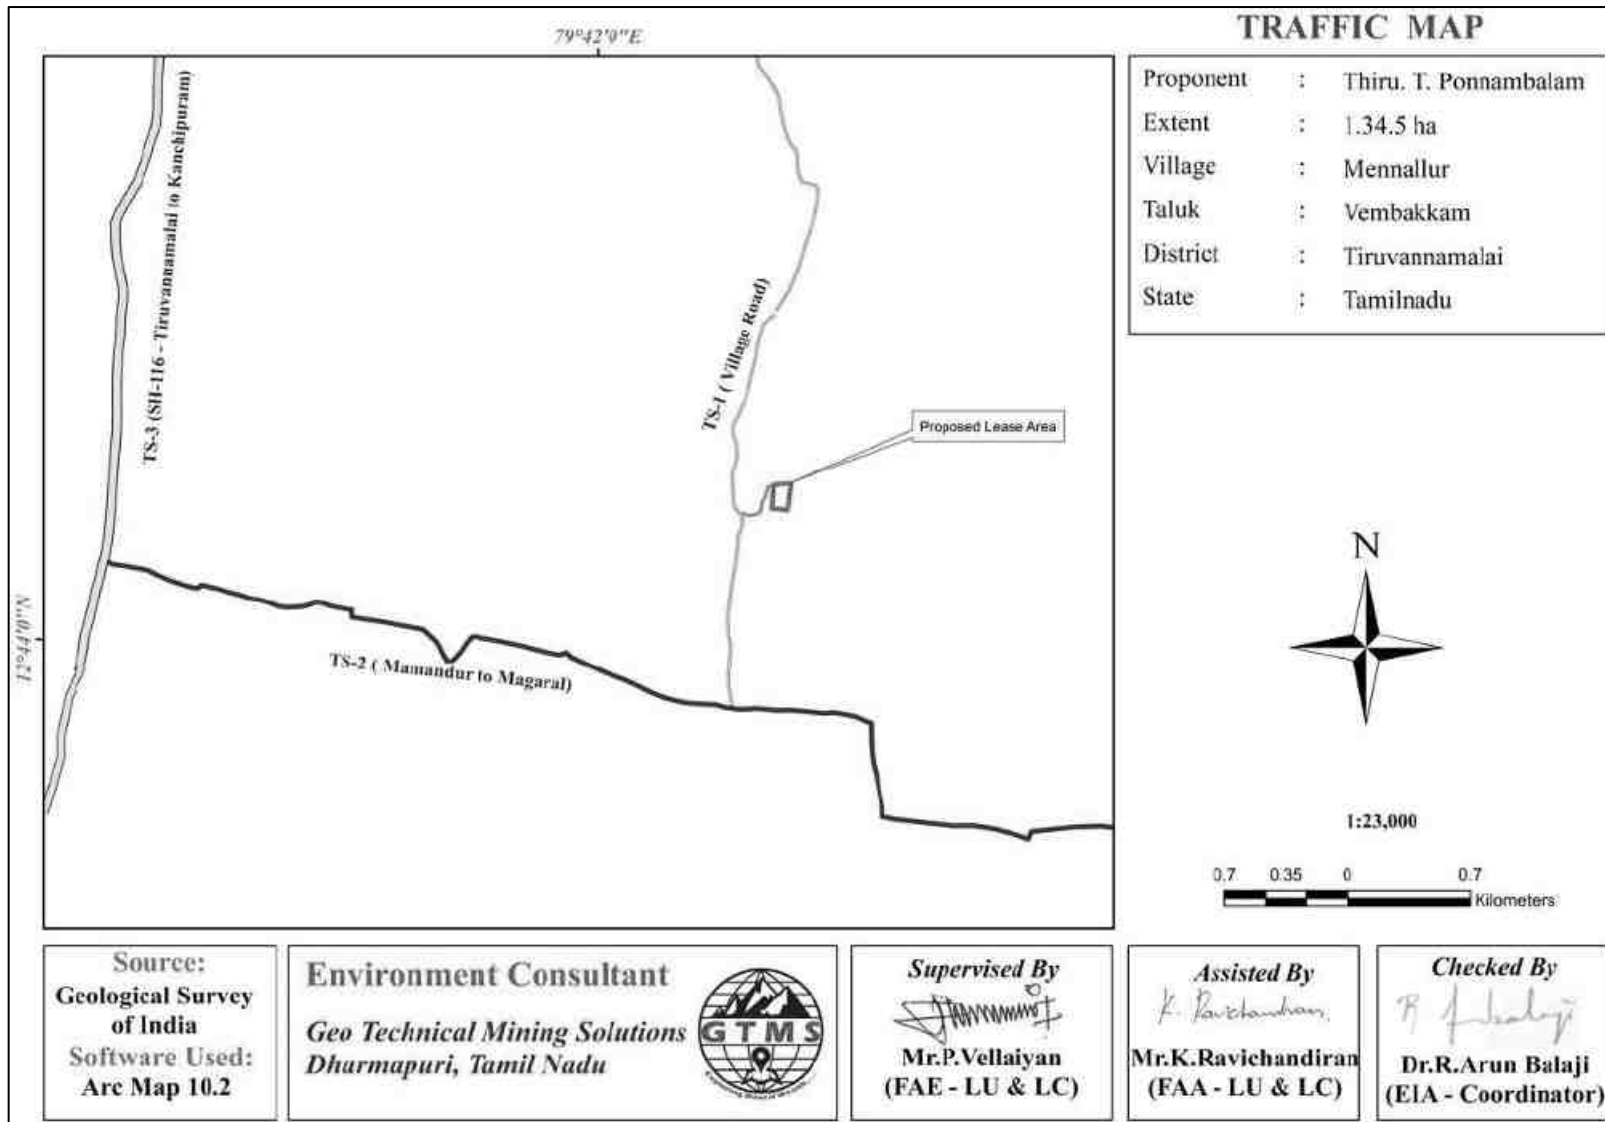 TRAFFIC MAP
79°42'0"E
Proponent : Thiru. T. Ponnambalam
Extent : 1.34.5 ha
Village : Mennallur
Taluk : Vembakkam
District : Tiruvannamalai
State : Tamilnadu
TS-3 (SH-116 - Tiruvannamalai to Kanchipuram)
TS-1 ( Village Road)
Proposed Lease Area
12°44'0"N
TS-2 ( Mamandur to Magaral)
N
1:23,000
0.7 0.35 0 0.7
Kilometers
Source:
Geological Survey
of India
Software Used:
Arc Map 10.2
Environment Consultant
Geo Technical Mining Solutions
Dharmapuri, Tamil Nadu
GTMS
Supervised By
Mr.P.Vellaiyan
(FAE - LU & LC)
Assisted By
K. Ravichandran.
Mr.K.Ravichandiran
(FAA - LU & LC)
Checked By
Dr.R.Arun Balaji
(EIA - Coordinator)